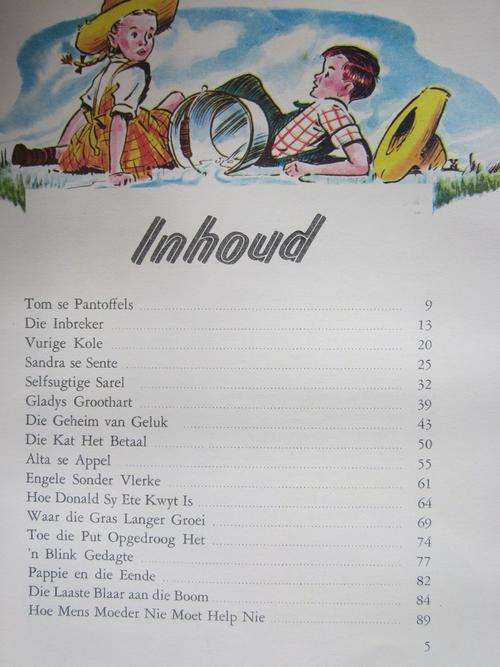 Inhoud
Tom se Pantoffels 9
Die Inbreker 13
Vurige Kole 20
Sandra se Sente 25
Selfsugtige Sarel 32
Gladys Groothart 39
Die Geheim van Geluk 43
Die Kat Het Betaal 50
Alta se Appel 55
Engele Sonder Vlerke 61
Hoe Donald Sy Ete Kwyt Is 64
Waar die Gras Langer Groei 69
Toe die Put Opgedroog Het 74
'n Blink Gedagte 77
Pappie en die Eende 82
Die Laaste Blaar aan die Boom 84
Hoe Mens Moeder Nie Moet Help Nie 89
5